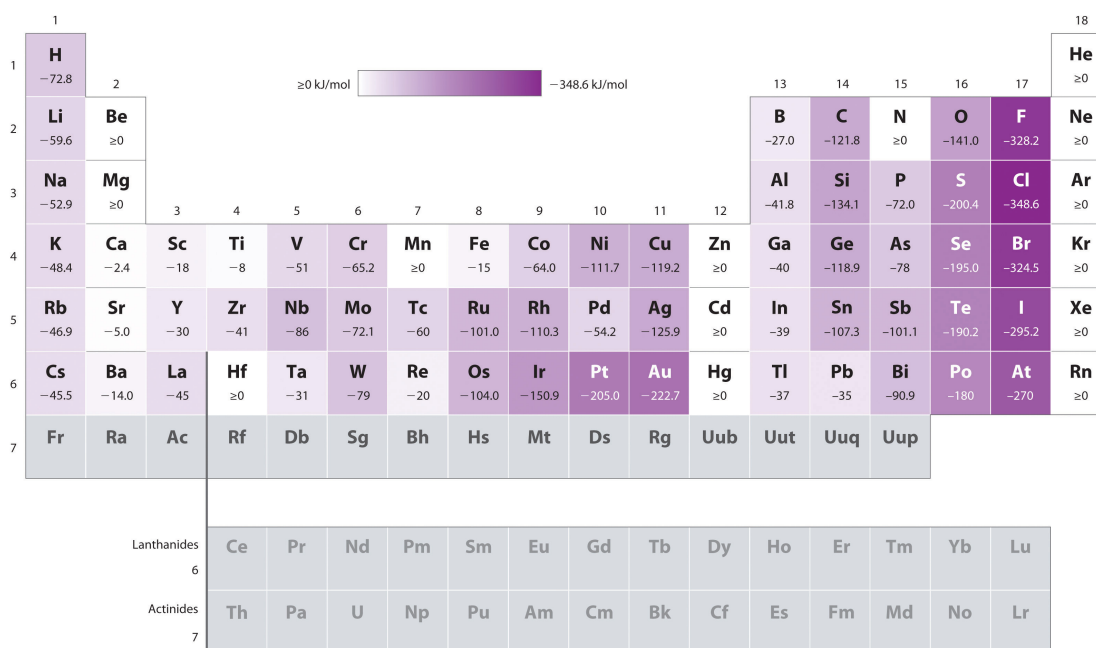 1 18
1 H He
−72.8 ≥0
2 ≥0 kJ/mol −348.6 kJ/mol 13 14 15 16 17
2 Li Be B C N O F Ne
−59.6 ≥0 −27.0 −121.8 ≥0 −141.0 −328.2 ≥0
3 Na Mg Al Si P S Cl Ar
−52.9 ≥0 −41.8 −134.1 −72.0 −200.4 −348.6 ≥0
3 4 5 6 7 8 9 10 11 12
4 K Ca Sc Ti V Cr Mn Fe Co Ni Cu Zn Ga Ge As Se Br Kr
−48.4 −2.4 −18 −8 −51 −65.2 ≥0 −15 −64.0 −111.7 −119.2 ≥0 −40 −118.9 −78 −195.0 −324.5 ≥0
5 Rb Sr Y Zr Nb Mo Tc Ru Rh Pd Ag Cd In Sn Sb Te I Xe
−46.9 −5.0 −30 −41 −86 −72.1 −60 −101.0 −110.3 −54.2 −125.9 ≥0 −39 −107.3 −101.1 −190.2 −295.2 ≥0
6 Cs Ba La Hf Ta W Re Os Ir Pt Au Hg Tl Pb Bi Po At Rn
−45.5 −14.0 −45 ≥0 −31 −79 −20 −104.0 −150.9 −205.0 −222.7 ≥0 −37 −35 −90.9 −180 −270 ≥0
7 Fr Ra Ac Rf Db Sg Bh Hs Mt Ds Rg Uub Uut Uuq Uup
Lanthanides Ce Pr Nd Pm Sm Eu Gd Tb Dy Ho Er Tm Yb Lu
6
Actinides Th Pa U Np Pu Am Cm Bk Cf Es Fm Md No Lr
7